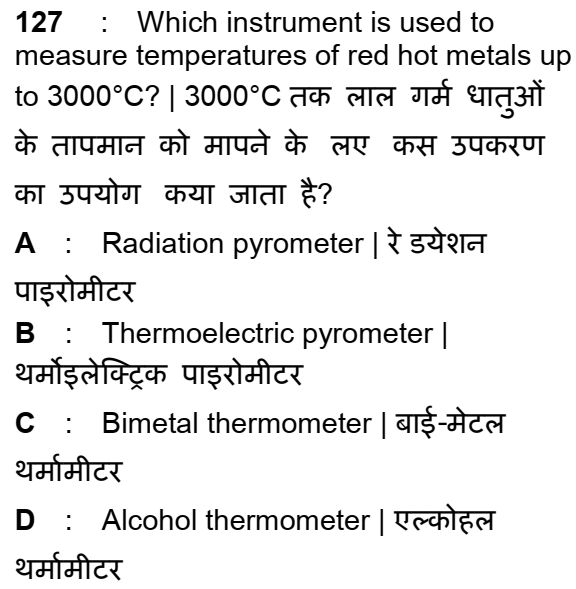 127 : Which instrument is used to
measure temperatures of red hot metals up
to 3000°C? | 3000°C तक लाल गर्म धातुओं
के तापमान को मापने के लए कस उपकरण
का उपयोग कया जाता है?
A : Radiation pyrometer | रे डयेशन
पाइरोमीटर
B : Thermoelectric pyrometer |
थर्मोइलेक्ट्रिक पाइरोमीटर
C : Bimetal thermometer | बाई-मेटल
थर्मामीटर
D : Alcohol thermometer | एल्कोहल
थर्मामीटर